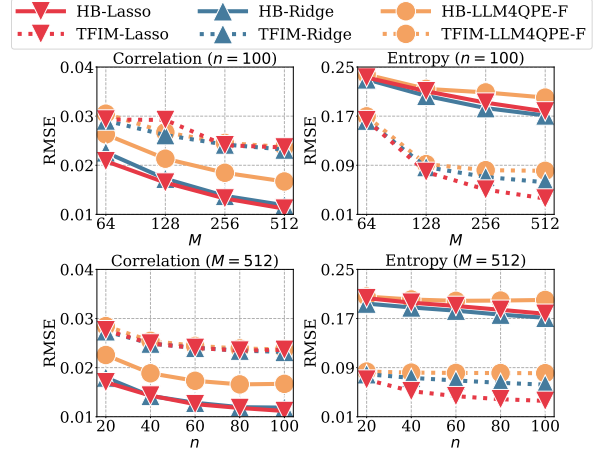 HB-Lasso HB-Ridge HB-LLM4QPE-F
TFIM-Lasso TFIM-Ridge TFIM-LLM4QPE-F
Correlation (n = 100) Entropy (n = 100)
RMSE
0.04
0.03
0.02
0.01
64 128 256 512
M
RMSE
0.25
0.17
0.09
0.01
64 128 256 512
M
Correlation (M = 512) Entropy (M = 512)
RMSE
0.04
0.03
0.02
0.01
20 40 60 80 100
n
RMSE
0.25
0.17
0.09
0.01
20 40 60 80 100
n